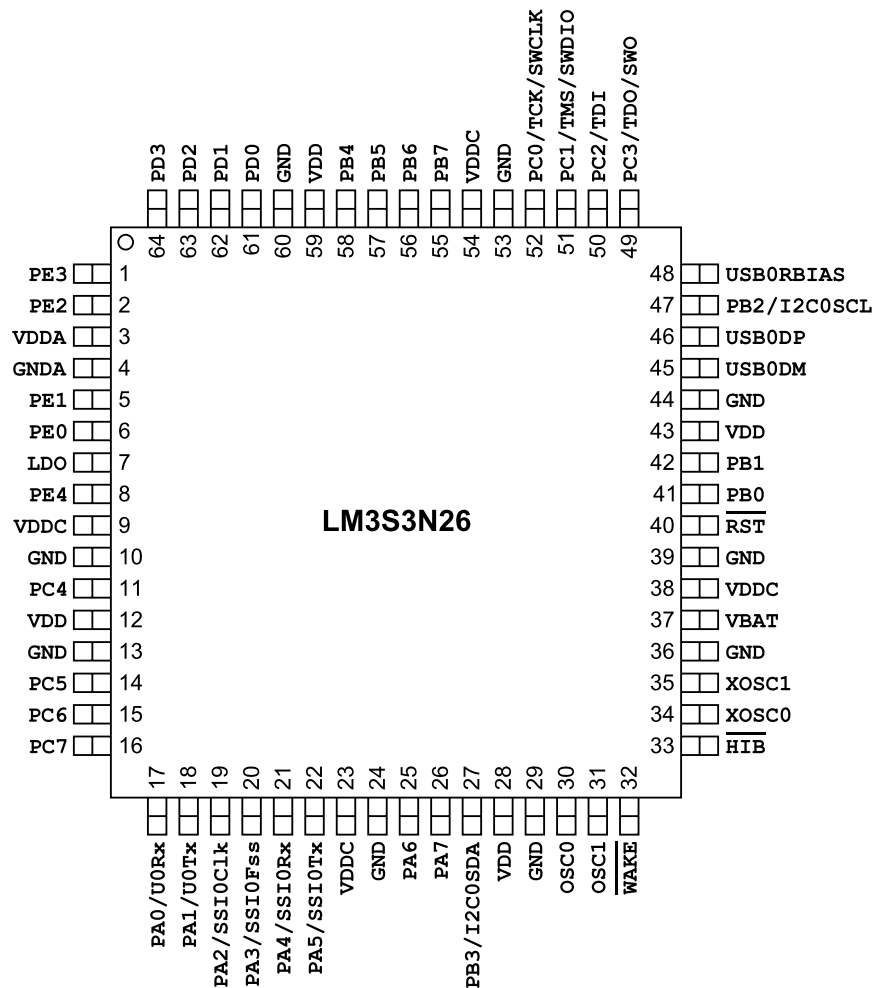 PD3
PD2
PD1
PD0
GND
VDD
PB4
PB5
PB6
PB7
VDDC
GND
PC0/TCK/SWCLK
PC1/TMS/SWDIO
PC2/TDI
PC3/TDO/SWO
64
63
62
61
60
59
58
57
56
55
54
53
52
51
50
49
PE3 1
PE2 2
VDDA 3
GNDA 4
PE1 5
PE0 6
LDO 7
PE4 8
VDDC 9
GND 10
PC4 11
VDD 12
GND 13
PC5 14
PC6 15
PC7 16
LM3S3N26
48 USB0RBIAS
47 PB2/I2C0SCL
46 USB0DP
45 USB0DM
44 GND
43 VDD
42 PB1
41 PB0
40 RST
39 GND
38 VDDC
37 VBAT
36 GND
35 XOSC1
34 XOSC0
33 HIB
17
18
19
20
21
22
23
24
25
26
27
28
29
30
31
32
PA0/U0Rx
PA1/U0Tx
PA2/SSI0Clk
PA3/SSI0Fss
PA4/SSI0Rx
PA5/SSI0Tx
VDDC
GND
PA6
PA7
PB3/I2C0SDA
VDD
GND
OSC0
OSC1
WAKE